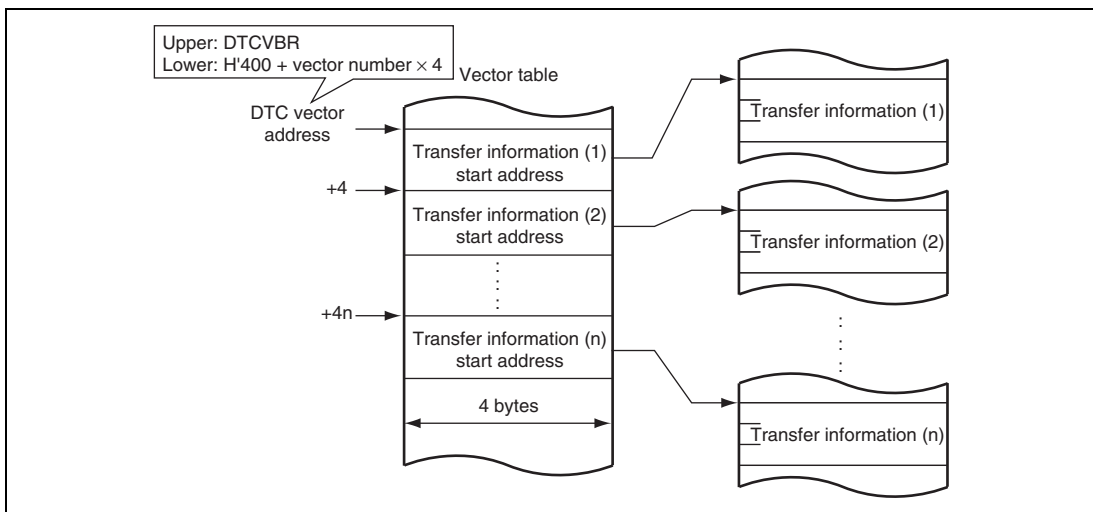 Upper: DTCVBR
Lower: H'400 + vector number × 4
Vector table
DTC vector
address
Transfer information (1)
start address
+4
Transfer information (2)
start address
+4n
Transfer information (n)
start address
4 bytes
Transfer information (1)
Transfer information (2)
Transfer information (n)